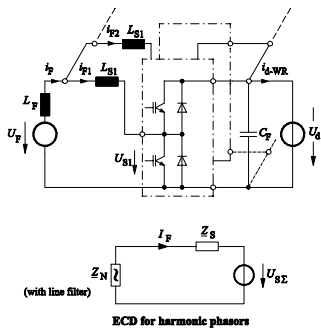 i_F2 L_S1
i_F i_F1 L_S1 i_d-WR
L_F
U_F U_S1 C_F U_d
I_F Z_S
Z_N U_SΣ
(with line filter)
ECD for harmonic phasors